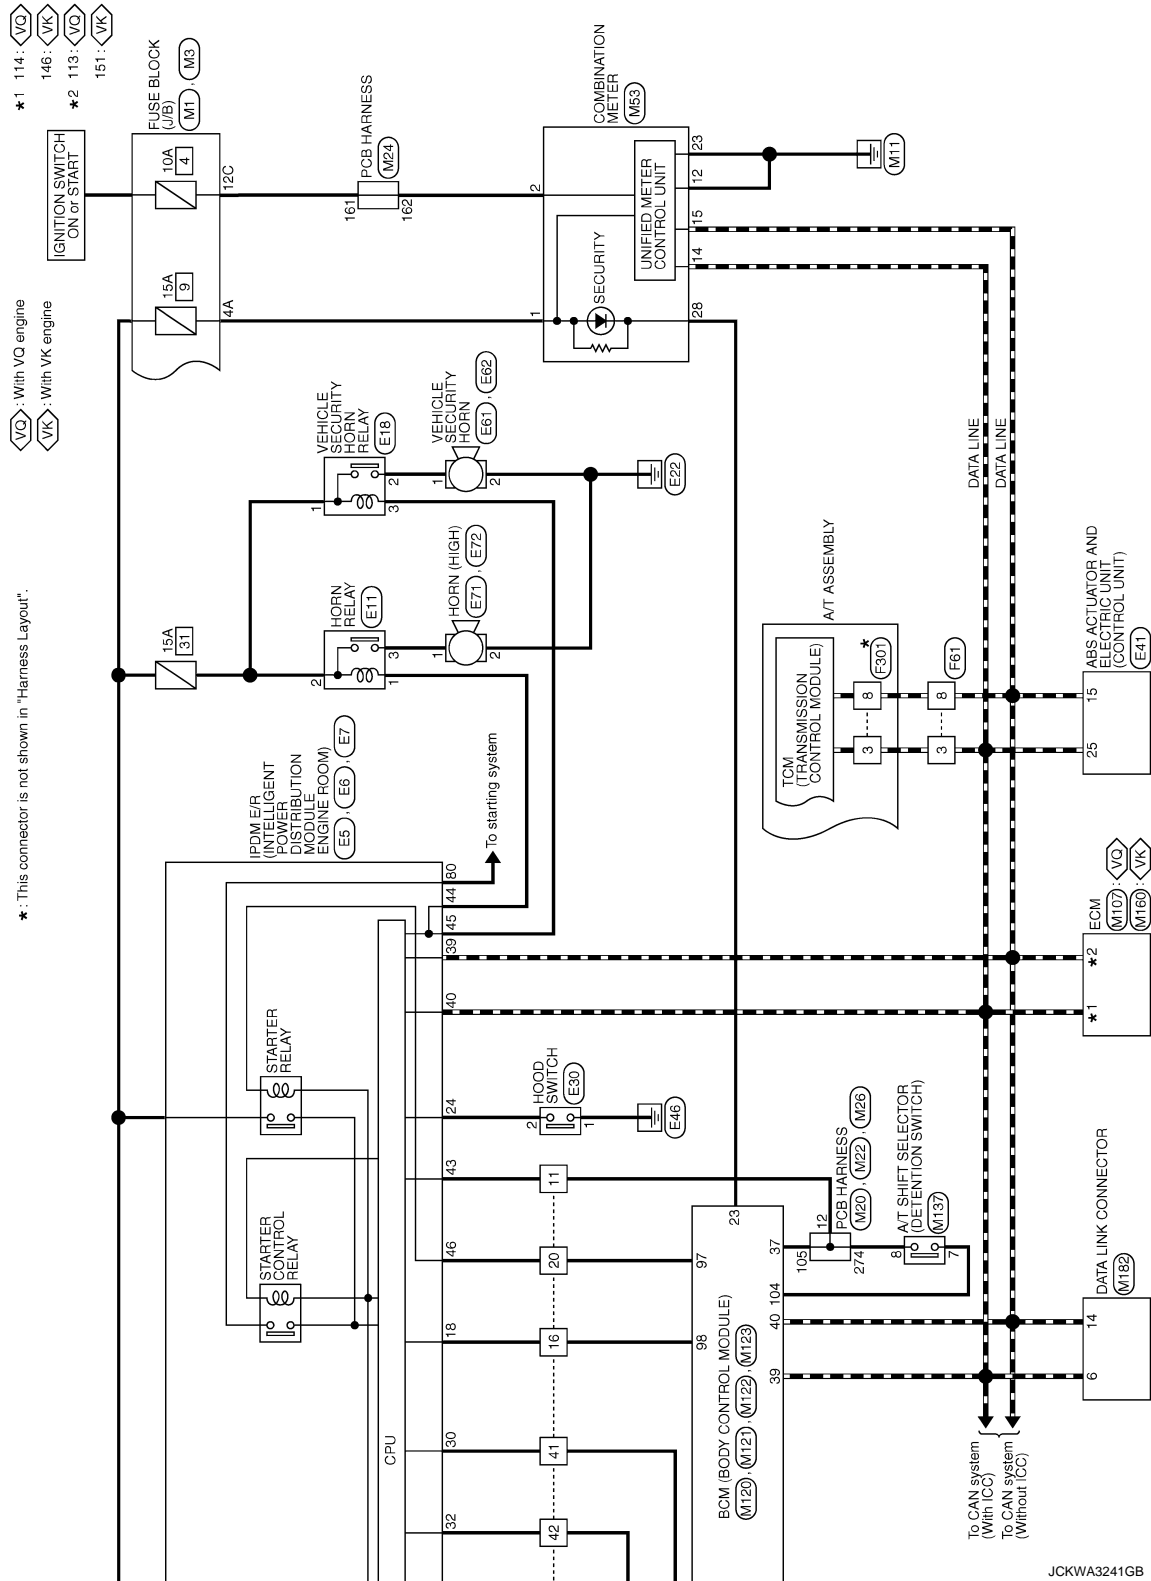 ★1 114 : VQ
146 : VK
★2 113 : VQ
151 : VK
VQ : With VQ engine
VK : With VK engine
★ : This connector is not shown in "Harness Layout".
IGNITION SWITCH
ON or START
FUSE BLOCK
(J/B)
M1 , M3
10A
4
12C
15A
9
4A
PCB HARNESS
M24
161
162
COMBINATION
METER
M53
2
1
UNIFIED METER
CONTROL UNIT
SECURITY
23
12
15
14
28
M11
VEHICLE
SECURITY
HORN
RELAY
E18
1
2
3
VEHICLE
SECURITY
HORN
E61 , E62
1
2
E22
15A
31
HORN
RELAY
E11
2
3
1
HORN (HIGH)
E71 , E72
1
2
DATA LINE
DATA LINE
A/T ASSEMBLY
TCM
(TRANSMISSION
CONTROL MODULE)
★
F301
8
3
F61
8
3
ABS ACTUATOR AND
ELECTRIC UNIT
(CONTROL UNIT)
E41
15
25
IPDM E/R
(INTELLIGENT
POWER
DISTRIBUTION
MODULE
ENGINE ROOM)
E5 , E6 , E7
To starting system
80
44
45
39
40
24
43
46
18
30
32
CPU
STARTER
RELAY
STARTER
CONTROL
RELAY
HOOD
SWITCH
E30
2
1
E46
ECM
M107 : VQ
M160 : VK
★2
★1
11
20
16
41
42
PCB HARNESS
M20 , M22 , M26
12
105
274
A/T SHIFT SELECTOR
(DETENTION SWITCH)
M137
8
7
BCM (BODY CONTROL MODULE)
M120 , M121 , M122 , M123
23
97
98
37
104
40
39
DATA LINK CONNECTOR
M182
14
6
To CAN system
(With ICC)
To CAN system
(Without ICC)
JCKWA3241GB